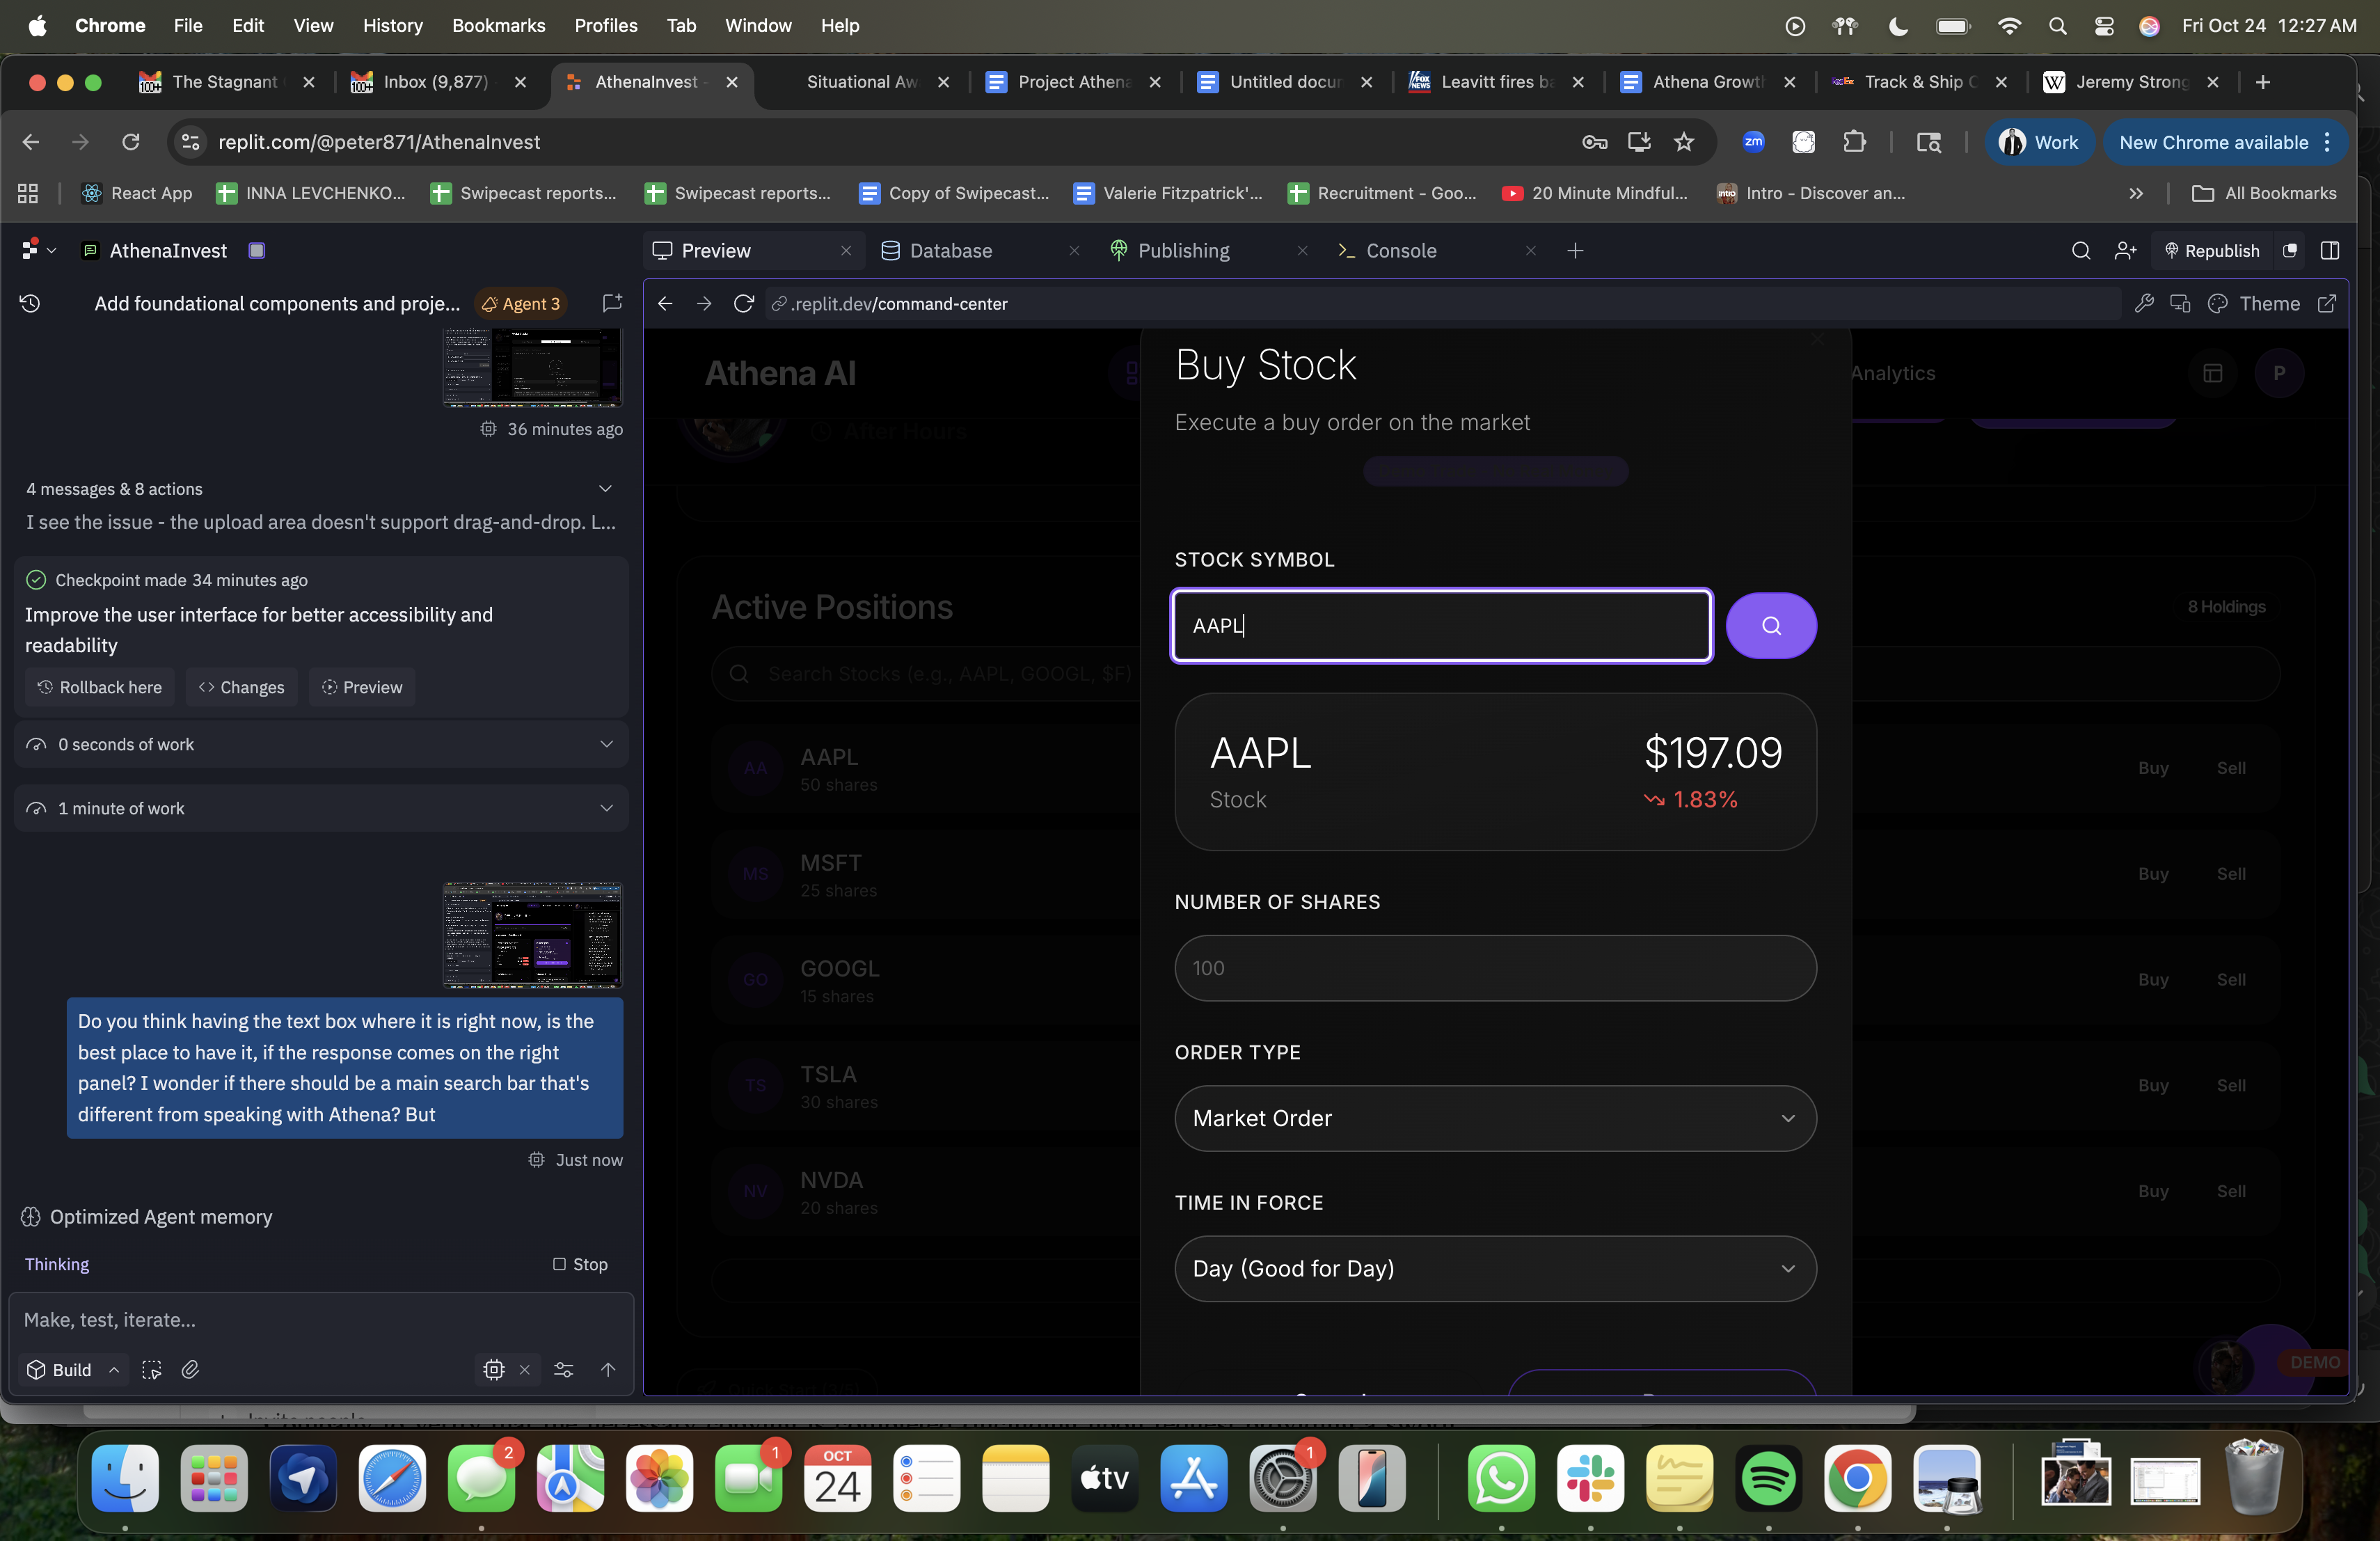 Chrome File Edit View History Bookmarks Profiles Tab Window Help
Fri Oct 24 12:27 AM
The Stagnant
Inbox (9,877)
AthenaInvest -
Situational Aw
Project Athena
Untitled docur
Leavitt fires ba
Athena Growt
Track & Ship C
Jeremy Strong
replit.com/@peter871/AthenaInvest
zm
Work
New Chrome available
React App
INNA LEVCHENKO...
Swipecast reports...
Swipecast reports...
Copy of Swipecast...
Valerie Fitzpatrick'...
Recruitment - Goo...
20 Minute Mindful...
Intro - Discover an...
All Bookmarks
AthenaInvest
Preview
Database
Publishing
Console
Republish
Add foundational components and proje...
Agent 3
.replit.dev/command-center
Theme
36 minutes ago
4 messages & 8 actions
I see the issue - the upload area doesn't support drag-and-drop. L...
Checkpoint made 34 minutes ago
Improve the user interface for better accessibility and
readability
Rollback here
Changes
Preview
0 seconds of work
1 minute of work
Do you think having the text box where it is right now, is the
best place to have it, if the response comes on the right
panel? I wonder if there should be a main search bar that's
different from speaking with Athena? But
Just now
Optimized Agent memory
Thinking
Stop
Make, test, iterate...
Build
Athena AI
Analytics
P
After Hours
Active Positions
8 Holdings
Search Stocks (e.g., AAPL, GOOGL, $F)
AA
AAPL
50 shares
Buy Sell
MS
MSFT
25 shares
Buy Sell
GO
GOOGL
15 shares
Buy Sell
TS
TSLA
30 shares
Buy Sell
NV
NVDA
20 shares
Buy Sell
Buy Stock
Execute a buy order on the market
STOCK SYMBOL
AAPL
AAPL
$197.09
Stock
1.83%
NUMBER OF SHARES
100
ORDER TYPE
Market Order
TIME IN FORCE
Day (Good for Day)
DEMO
2
1
OCT
24
tv
1